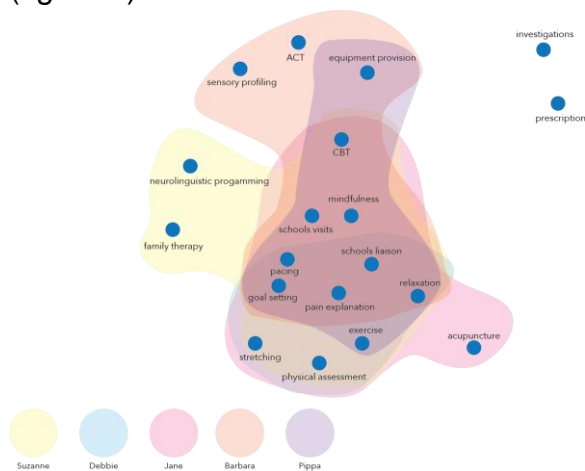 investigations
ACT
equipment provision
sensory profiling
prescription
CBT
neurolinguistic progamming
mindfulness
schools visits
family therapy
schools liaison
pacing
relaxation
goal setting
pain explanation
exercise
acupuncture
stretching
physical assessment
Suzanne
Debbie
Jane
Barbara
Pippa